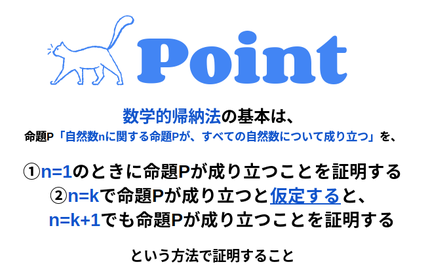 Point
数学的帰納法の基本は、
命題P「自然数nに関する命題Pが、すべての自然数について成り立つ」を、
①n=1のときに命題Pが成り立つことを証明する
②n=kで命題Pが成り立つと仮定すると、
n=k+1でも命題Pが成り立つことを証明する
という方法で証明すること